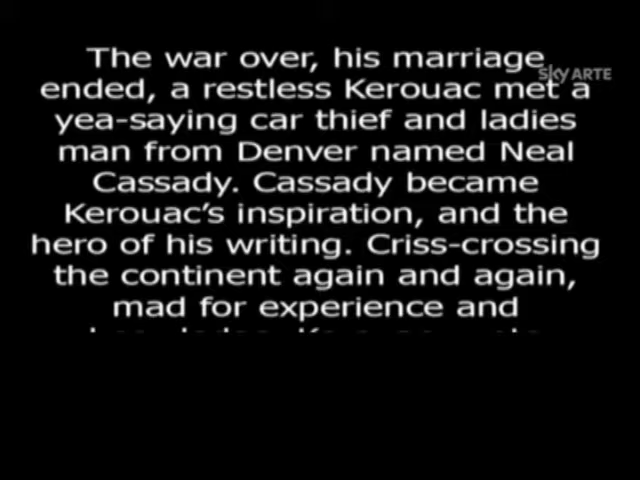 The war over, his marriage
sky ARTE
ended, a restless Kerouac met a
yea-saying car thief and ladies
man from Denver named Neal
Cassady. Cassady became
Kerouac's inspiration, and the
hero of his writing. Criss-crossing
the continent again and again,
mad for experience and